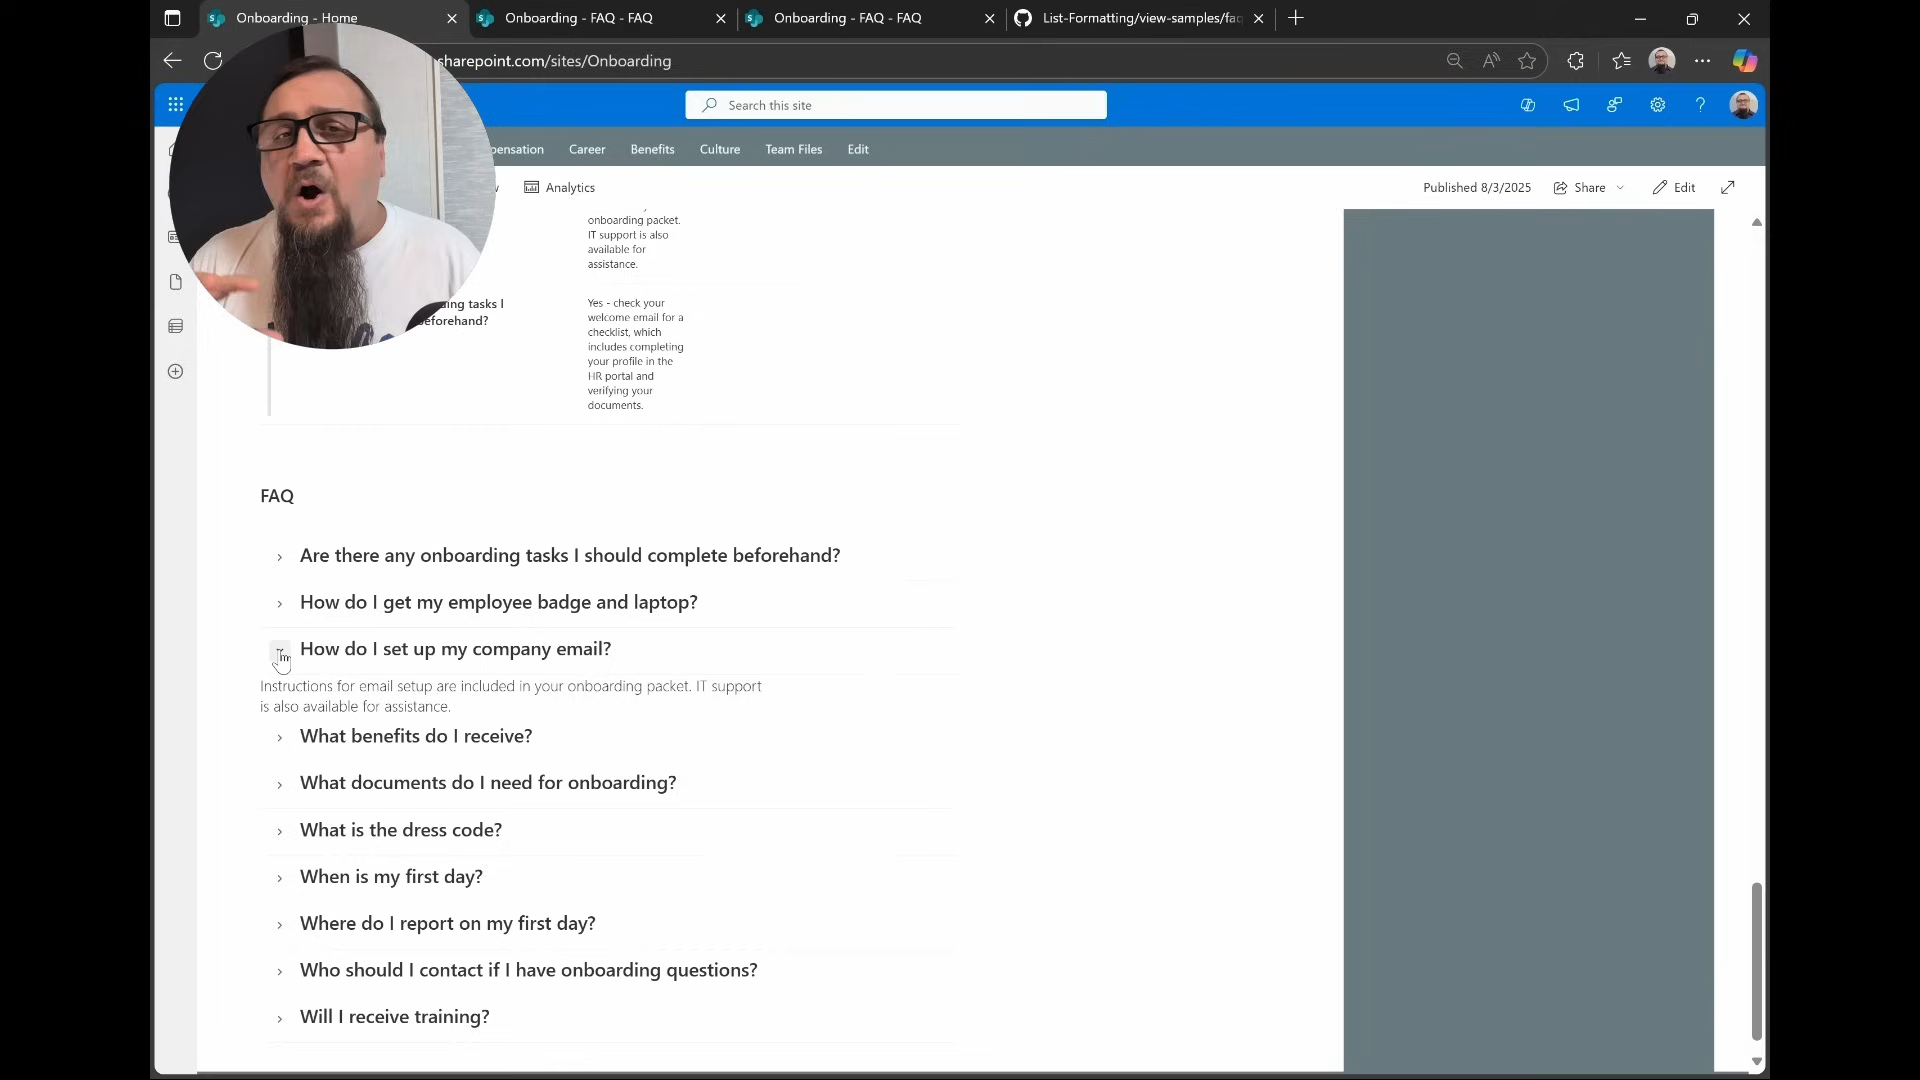 Onboarding - Home
Onboarding - FAQ - FAQ
Onboarding - FAQ - FAQ
List-Formatting/view-samples/faq
sharepoint.com/sites/Onboarding
Search this site
Career
Benefits
Culture
Team Files
Edit
Analytics
Published 8/3/2025
Share
Edit
onboarding packet.
IT support is also
available for
assistance.
tasks I
beforehand?
Yes - check your
welcome email for a
checklist, which
includes completing
your profile in the
HR portal and
verifying your
documents.
FAQ
Are there any onboarding tasks I should complete beforehand?
How do I get my employee badge and laptop?
How do I set up my company email?
Instructions for email setup are included in your onboarding packet. IT support
is also available for assistance.
What benefits do I receive?
What documents do I need for onboarding?
What is the dress code?
When is my first day?
Where do I report on my first day?
Who should I contact if I have onboarding questions?
Will I receive training?